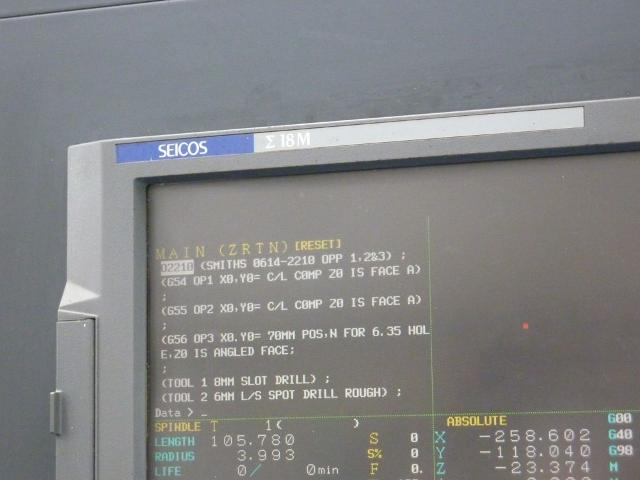 SEICOS Σ 18M
MAIN (ZRTN) [RESET]
O2210 (SMITHS 0614-2210 OPP 1,2&3) ;
(G54 OP1 X0,Y0= C/L COMP Z0 IS FACE A)
;
(G55 OP2 X0,Y0= C/L COMP Z0 IS FACE A)
;
(G56 OP3 X0.Y0= 70MM POS,N FOR 6.35 HOL
E,Z0 IS ANGLED FACE;
;
(TOOL 1 8MM SLOT DRILL) ;
(TOOL 2 6MM L/S SPOT DRILL ROUGH) ;
Data > _
SPINDLE T 1( ) ABSOLUTE G00
LENGTH 105.780 S 0 X -258.602 G40
RADIUS 3.993 S% 0 Y -118.040 G98
LIFE 0/ 0min F 0. Z -23.374 M